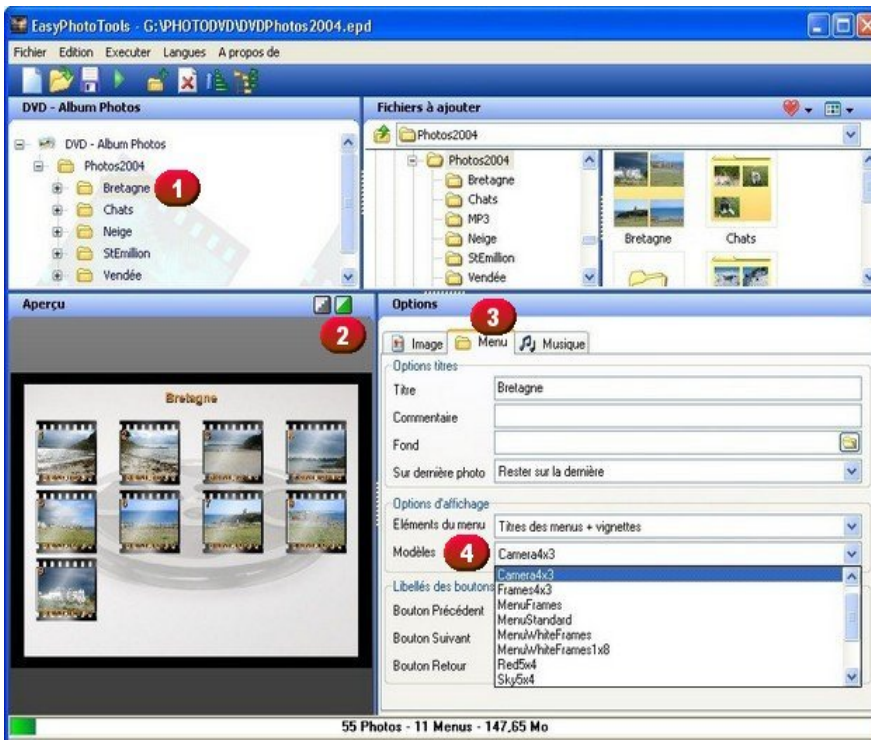 EasyPhotoTools - G:\PHOTODVD\DVDPhotos2004.epd
Fichier Edition Executer Langues A propos de
DVD - Album Photos
Fichiers à ajouter
DVD - Album Photos
Photos2004
Bretagne
1
Chats
Neige
StEmillion
Vendée
Photos2004
Photos2004
Bretagne
Chats
MP3
Neige
StEmillion
Vendée
Bretagne
Chats
Aperçu
2
Bretagne
Options
3
Image Menu Musique
Options titres
Titre Bretagne
Commentaire
Fond
Sur dernière photo Rester sur la dernière
Options d'affichage
Eléments du menu Titres des menus + vignettes
Modèles 4 Camera4x3
Camera4x3
Frames4x3
MenuFrames
MenuStandard
MenuWhiteFrames
MenuWhiteFrames1x8
Red5x4
Sky5x4
Libellés des boutons
Bouton Précédent
Bouton Suivant
Bouton Retour
55 Photos - 11 Menus - 147,65 Mo